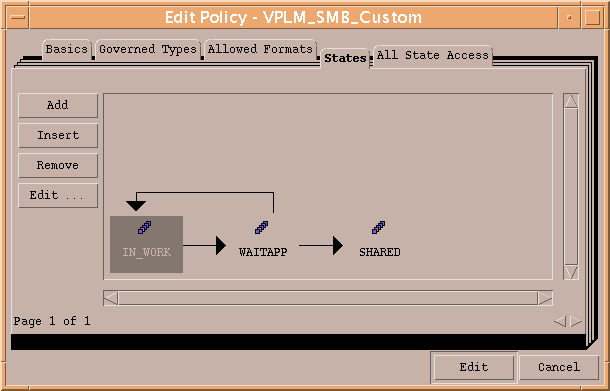 Edit Policy - VPLM_SMB_Custom
Basics Governed Types Allowed Formats States All State Access
Add
Insert
Remove
Edit ...
IN_WORK WAITAPP SHARED
Page 1 of 1
Edit Cancel